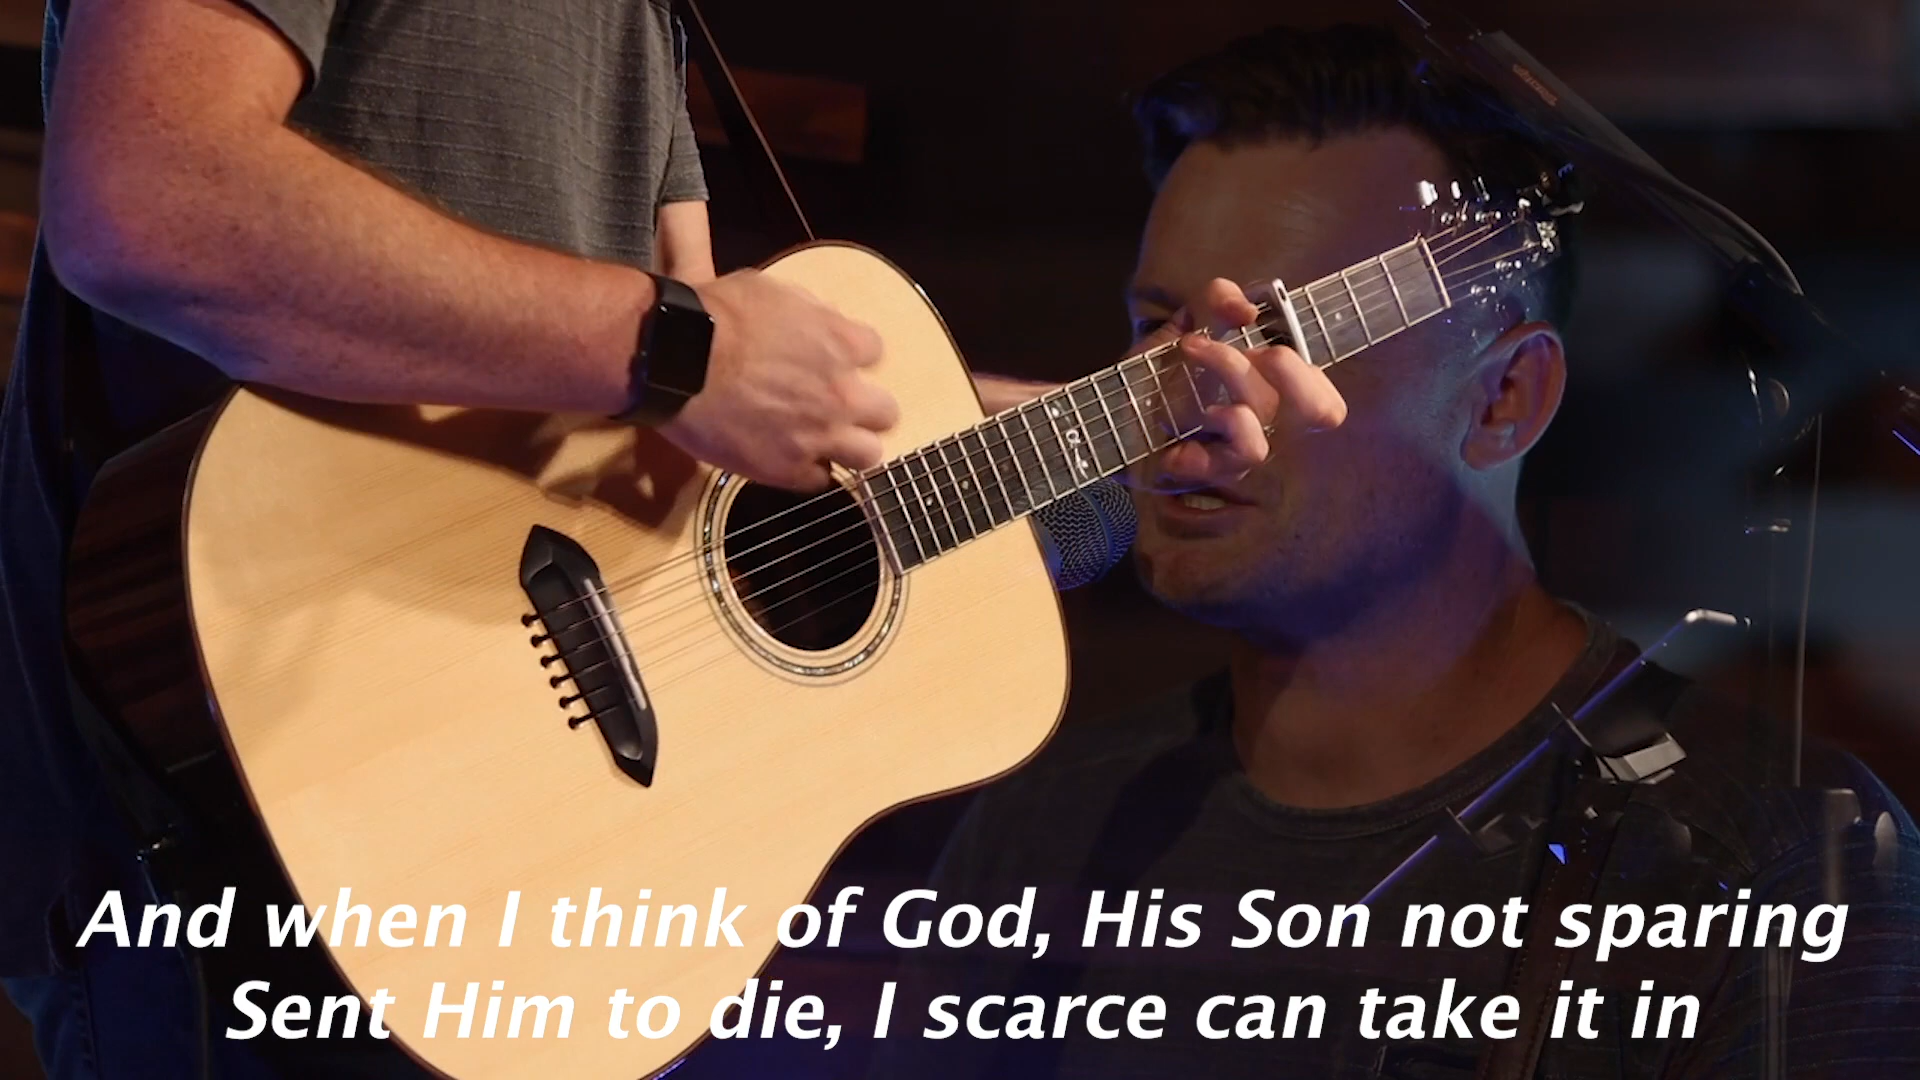 And when I think of God, His Son not sparing
Sent Him to die, I scarce can take it in